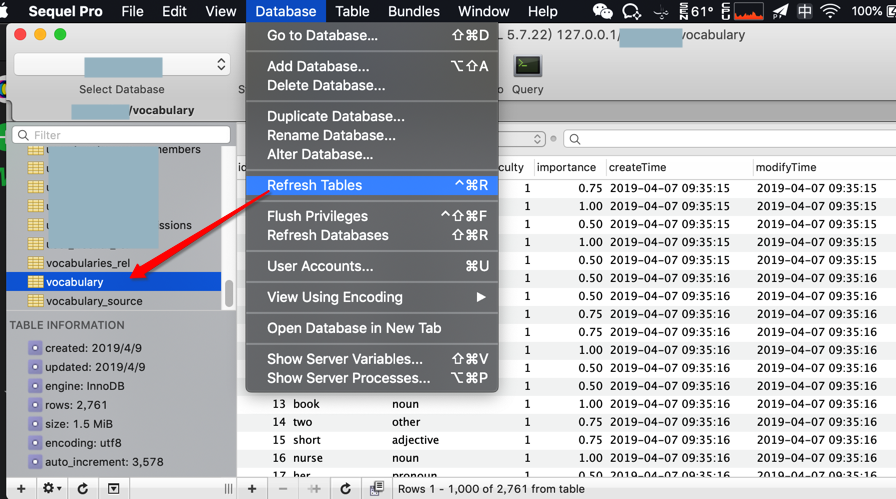 Sequel Pro File Edit View Database Table Bundles Window Help 61° 中 100%
5.7.22) 127.0.0.1/ vocabulary
Select Database
Query
/vocabulary
Go to Database... ⇧⌘D
Add Database... ⌥⇧A
Delete Database...
Duplicate Database...
Rename Database...
Alter Database...
Refresh Tables ^⌘R
Flush Privileges ^⇧⌘F
Refresh Databases ⇧⌘R
User Accounts... ⌘U
View Using Encoding ▶
Open Database in New Tab
Show Server Variables... ⇧⌘V
Show Server Processes... ⌥⌘P
Filter
embers
ssions
vocabularies_rel
vocabulary
vocabulary_source
TABLE INFORMATION
created: 2019/4/9
updated: 2019/4/9
engine: InnoDB
rows: 2,761
size: 1.5 MiB
encoding: utf8
auto_increment: 3,578
culty importance createTime modifyTime
1 0.75 2019-04-07 09:35:15 2019-04-07 09:35:15
1 1.00 2019-04-07 09:35:15 2019-04-07 09:35:15
1 0.50 2019-04-07 09:35:15 2019-04-07 09:35:15
1 1.00 2019-04-07 09:35:15 2019-04-07 09:35:15
1 0.75 2019-04-07 09:35:15 2019-04-07 09:35:15
1 0.50 2019-04-07 09:35:16 2019-04-07 09:35:16
1 0.50 2019-04-07 09:35:16 2019-04-07 09:35:16
1 0.75 2019-04-07 09:35:16 2019-04-07 09:35:16
1 0.75 2019-04-07 09:35:16 2019-04-07 09:35:16
1 1.00 2019-04-07 09:35:16 2019-04-07 09:35:16
1 0.50 2019-04-07 09:35:16 2019-04-07 09:35:16
1 0.50 2019-04-07 09:35:16 2019-04-07 09:35:16
13 book noun 1 1.00 2019-04-07 09:35:16 2019-04-07 09:35:16
14 two other 1 0.75 2019-04-07 09:35:16 2019-04-07 09:35:16
15 short adjective 1 0.75 2019-04-07 09:35:16 2019-04-07 09:35:16
16 nurse noun 1 1.00 2019-04-07 09:35:16 2019-04-07 09:35:16
17 her pronoun 1 0.50 2019-04-07 09:35:16 2019-04-07 09:35:16
Rows 1 - 1,000 of 2,761 from table